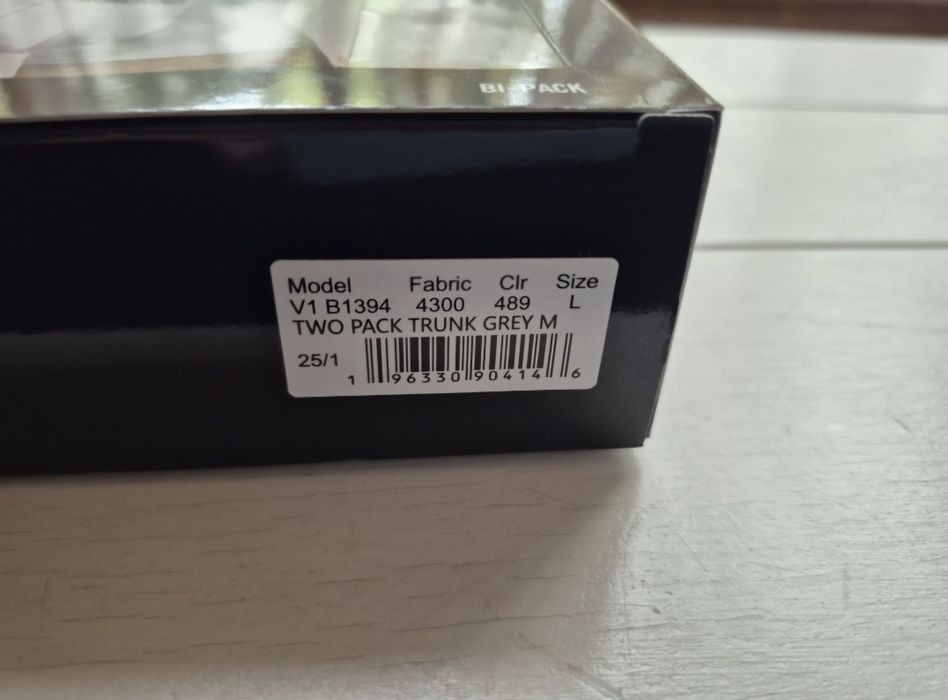 BI-PACK
Model Fabric Clr Size
V1 B1394 4300 489 L
TWO PACK TRUNK GREY M
25/1
1 96330 90414 6